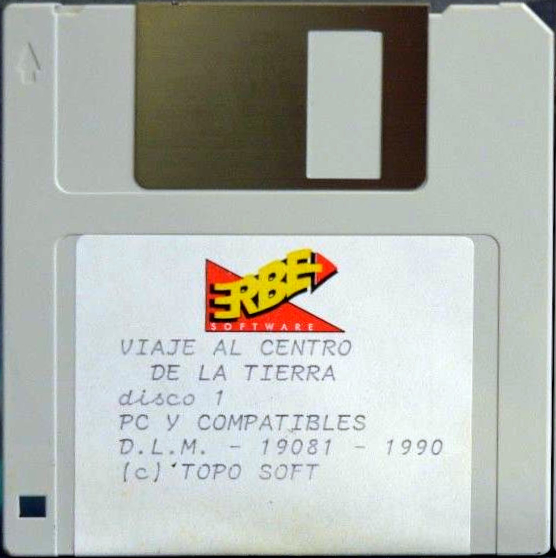 ERBE
SOFTWARE
VIAJE AL CENTRO
DE LA TIERRA
disco 1
PC Y COMPATIBLES
D.L.M. - 19081 - 1990
(c) TOPO SOFT